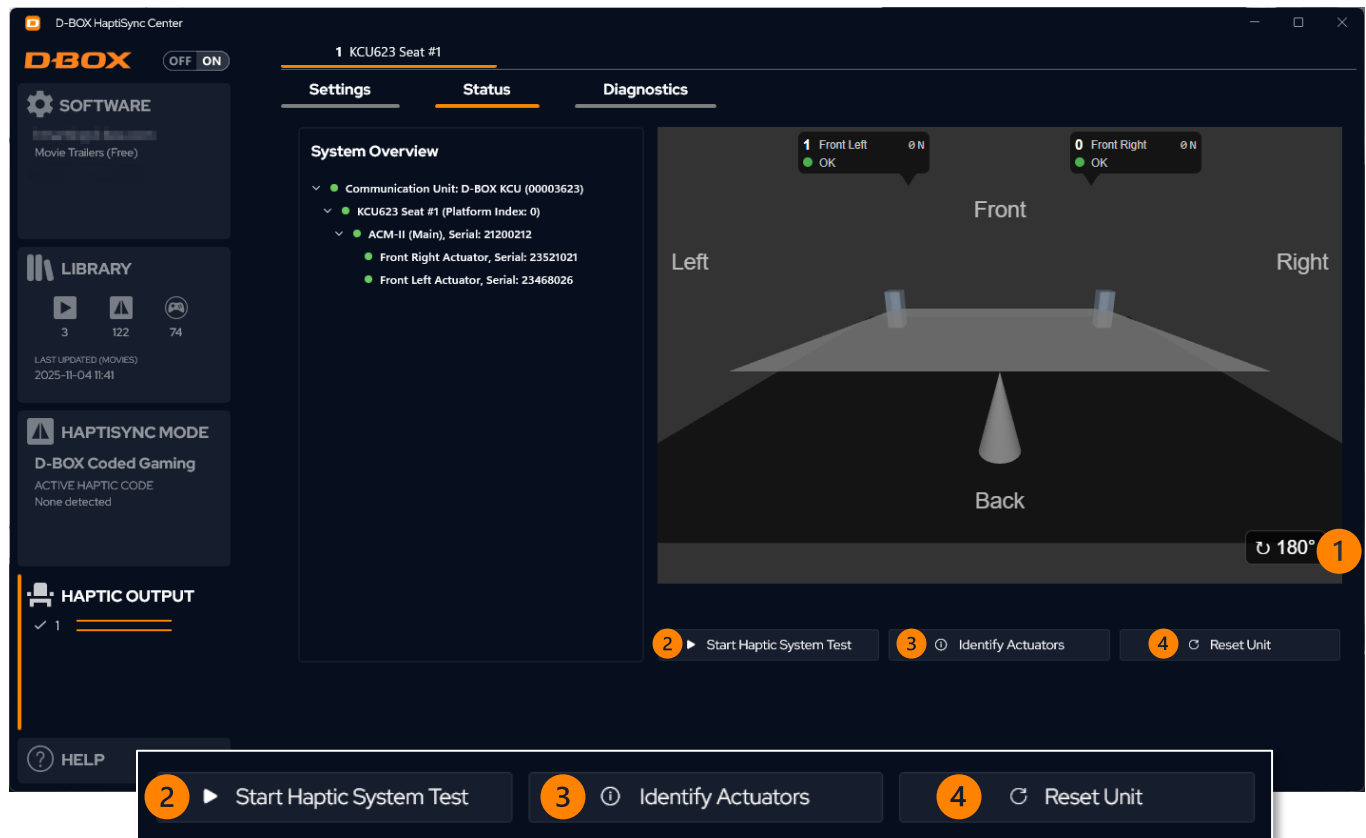 D-BOX HaptiSync Center
D-BOX
OFF ON
SOFTWARE
Movie Trailers (Free)
LIBRARY
3 122 74
LAST UPDATED (MOVIES)
2025-11-04 11:41
HAPTISYNC MODE
D-BOX Coded Gaming
ACTIVE HAPTIC CODE
None detected
HAPTIC OUTPUT
1
HELP
1 KCU623 Seat #1
Settings Status Diagnostics
System Overview
Communication Unit: D-BOX KCU (00003623)
KCU623 Seat #1 (Platform Index: 0)
ACM-II (Main), Serial: 21200212
Front Right Actuator, Serial: 23521021
Front Left Actuator, Serial: 23468026
1 Front Left 0 N
OK
0 Front Right 0 N
OK
Front
Left
Right
Back
180° 1
2 Start Haptic System Test 3 Identify Actuators 4 Reset Unit
2 Start Haptic System Test 3 Identify Actuators 4 Reset Unit